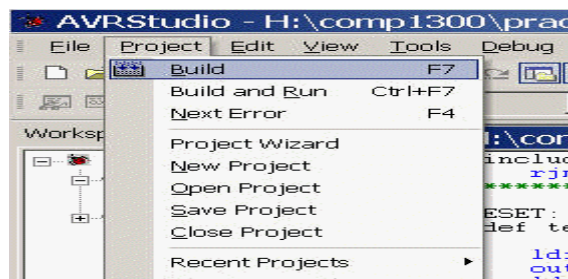 AVRStudio - H:\comp1300\prac
File Project Edit View Tools Debug
Build F7
Build and Run Ctrl+F7
Next Error F4
Worksp
Project Wizard
New Project
Open Project
Save Project
Close Project
Recent Projects
I:\con
includ
rjm
*******
ESET:
def te
ld:
out